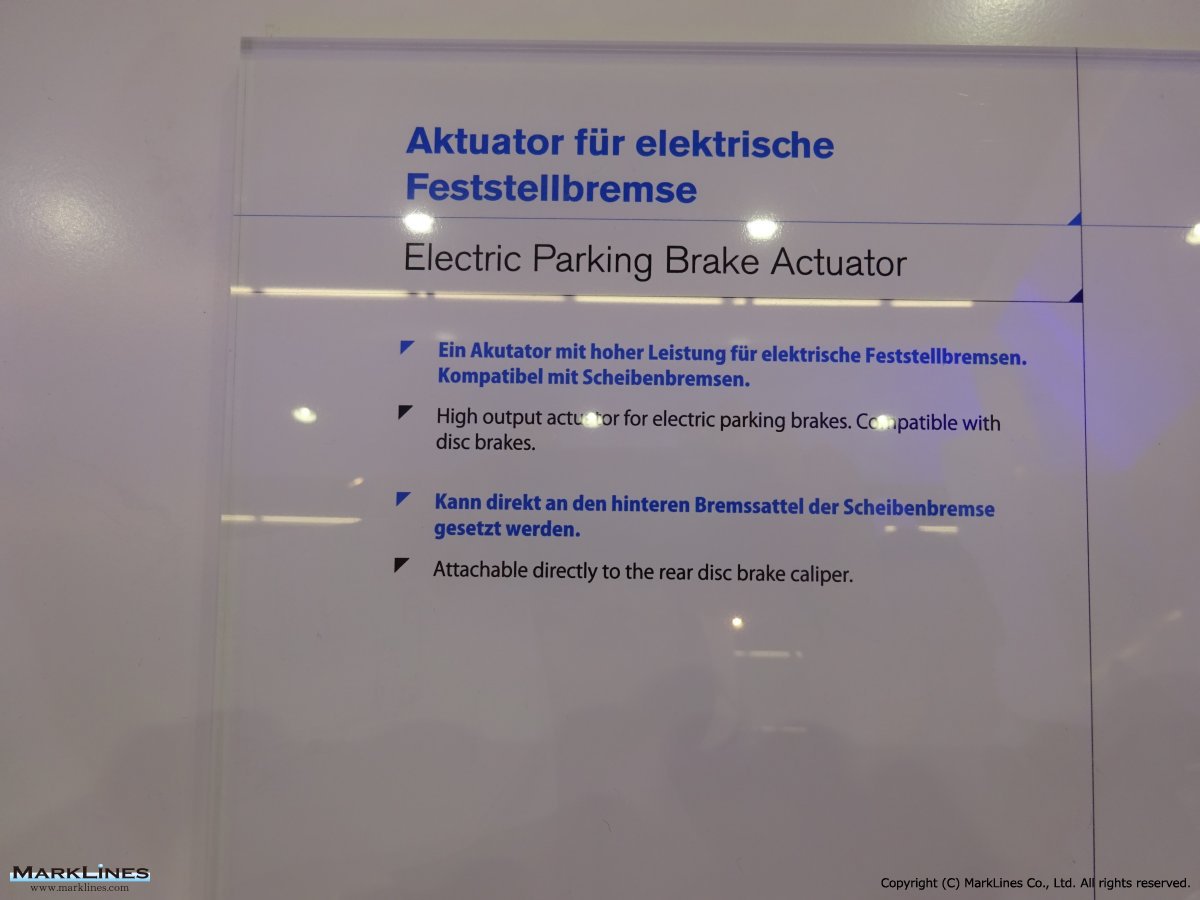 Aktuator für elektrische
Feststellbremse
Electric Parking Brake Actuator
Ein Akutator mit hoher Leistung für elektrische Feststellbremsen.
Kompatibel mit Scheibenbremsen.
High output actuator for electric parking brakes. Compatible with
disc brakes.
Kann direkt an den hinteren Bremssattel der Scheibenbremse
gesetzt werden.
Attachable directly to the rear disc brake caliper.
MARKLINES
www.marklines.com
Copyright (C) MarkLines Co., Ltd. All rights reserved.